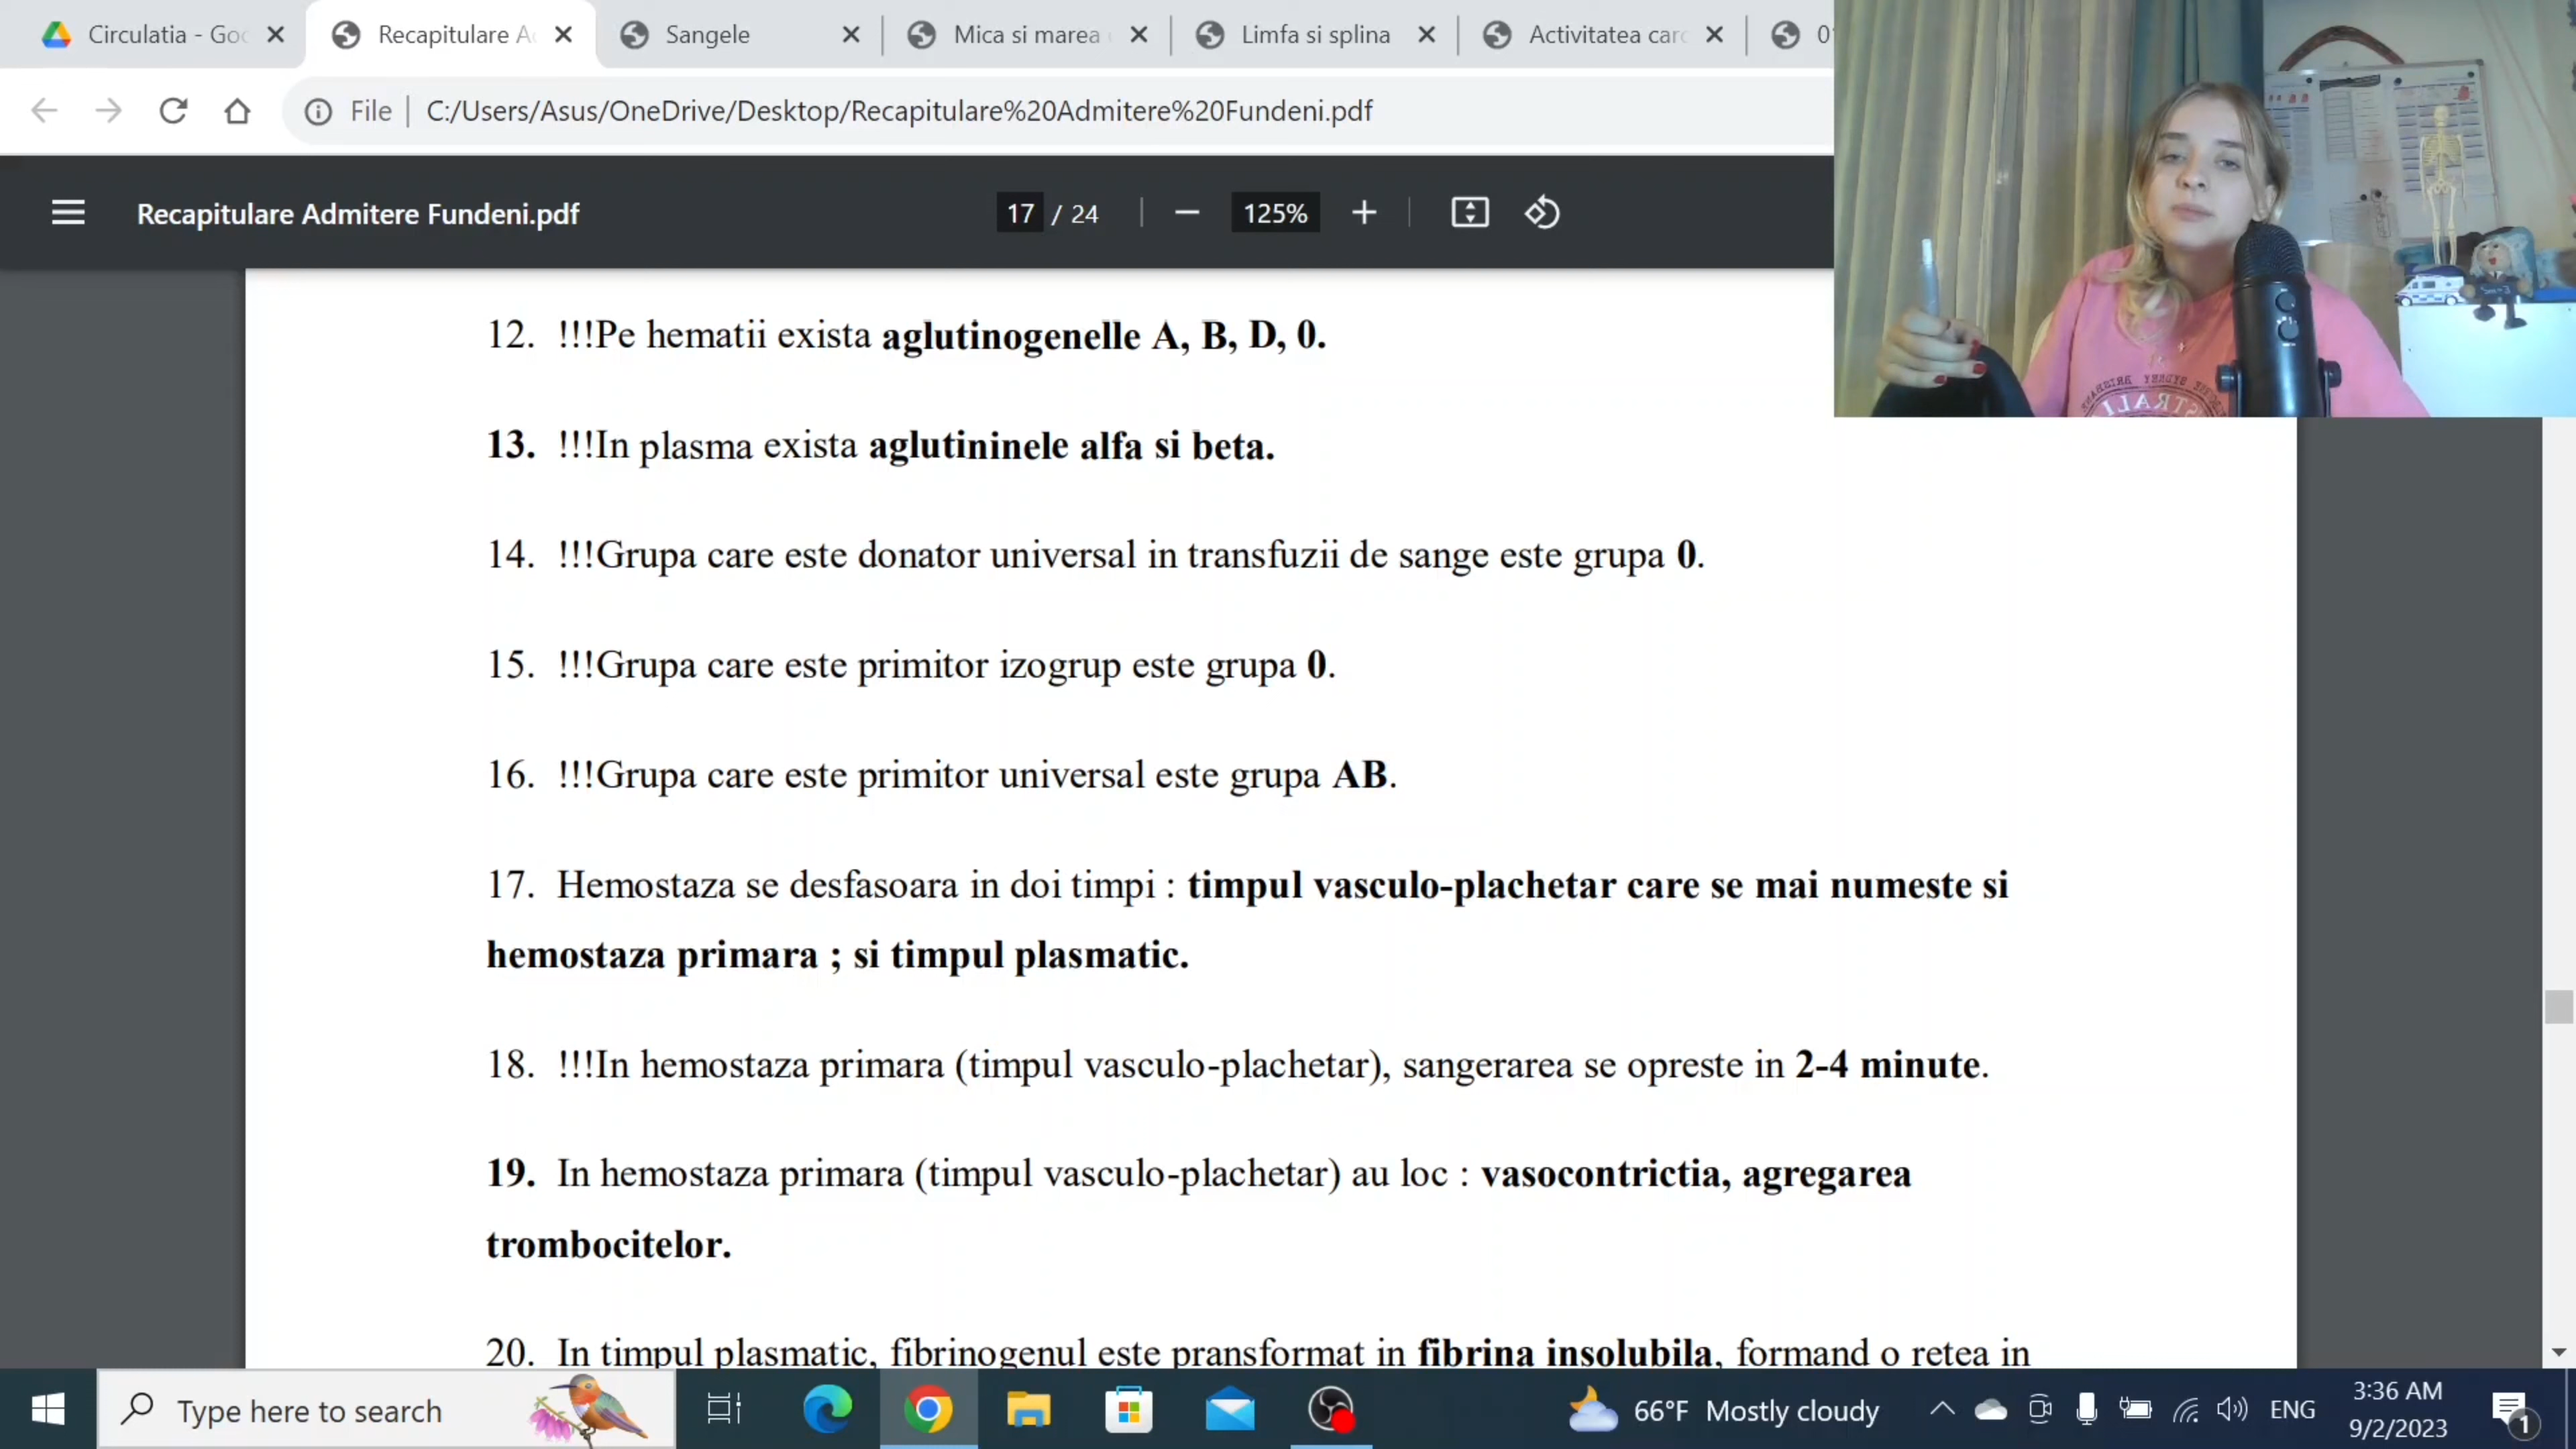 Circulatia - Goo
Recapitulare A
Sangele
Mica si marea
Limfa si splina
Activitatea card
File
C:/Users/Asus/OneDrive/Desktop/Recapitulare%20Admitere%20Fundeni.pdf
Recapitulare Admitere Fundeni.pdf
17 / 24
125%
12. !!!Pe hematii exista aglutinogenelle A, B, D, 0.
13. !!!In plasma exista aglutininele alfa si beta.
14. !!!Grupa care este donator universal in transfuzii de sange este grupa 0.
15. !!!Grupa care este primitor izogrup este grupa 0.
16. !!!Grupa care este primitor universal este grupa AB.
17. Hemostaza se desfasoara in doi timpi : timpul vasculo-plachetar care se mai numeste si
hemostaza primara ; si timpul plasmatic.
18. !!!In hemostaza primara (timpul vasculo-plachetar), sangerarea se opreste in 2-4 minute.
19. In hemostaza primara (timpul vasculo-plachetar) au loc : vasocontrictia, agregarea
trombocitelor.
20. In timpul plasmatic, fibrinogenul este pransformat in fibrina insolubila, formand o retea in
Type here to search
66°F Mostly cloudy
ENG
3:36 AM
9/2/2023
1